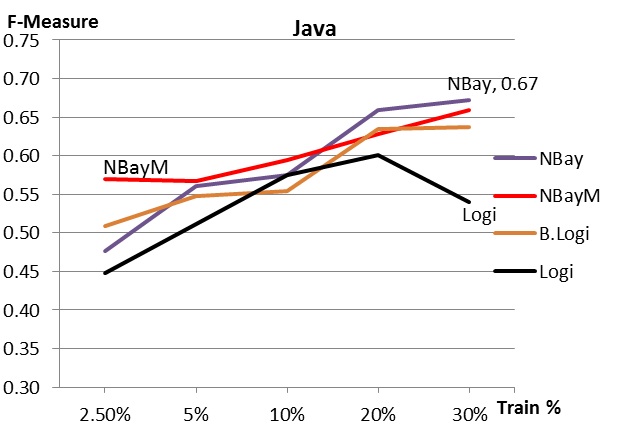 F-Measure
Java
0.75
0.70
0.65
0.60
0.55
0.50
0.45
0.40
0.35
0.30
NBay, 0.67
NBayM
Logi
NBay
NBayM
B.Logi
Logi
2.50% 5% 10% 20% 30% Train %